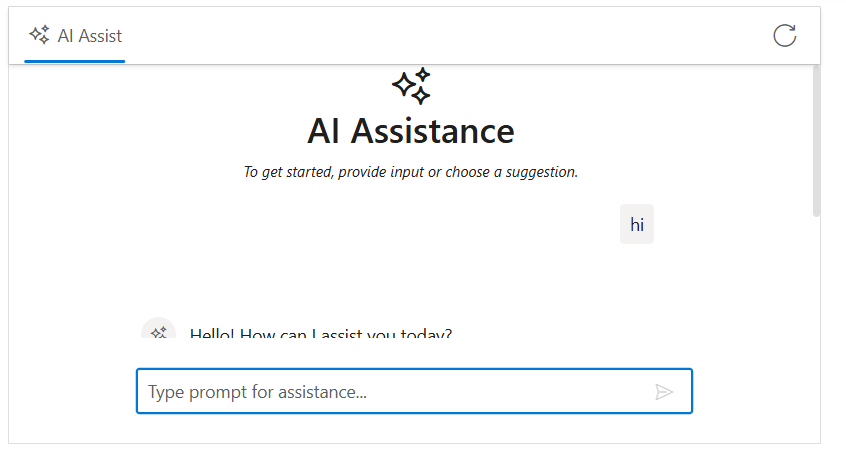 AI Assist
AI Assistance
To get started, provide input or choose a suggestion.
hi
Hello! How can I assist you today?
Type prompt for assistance...